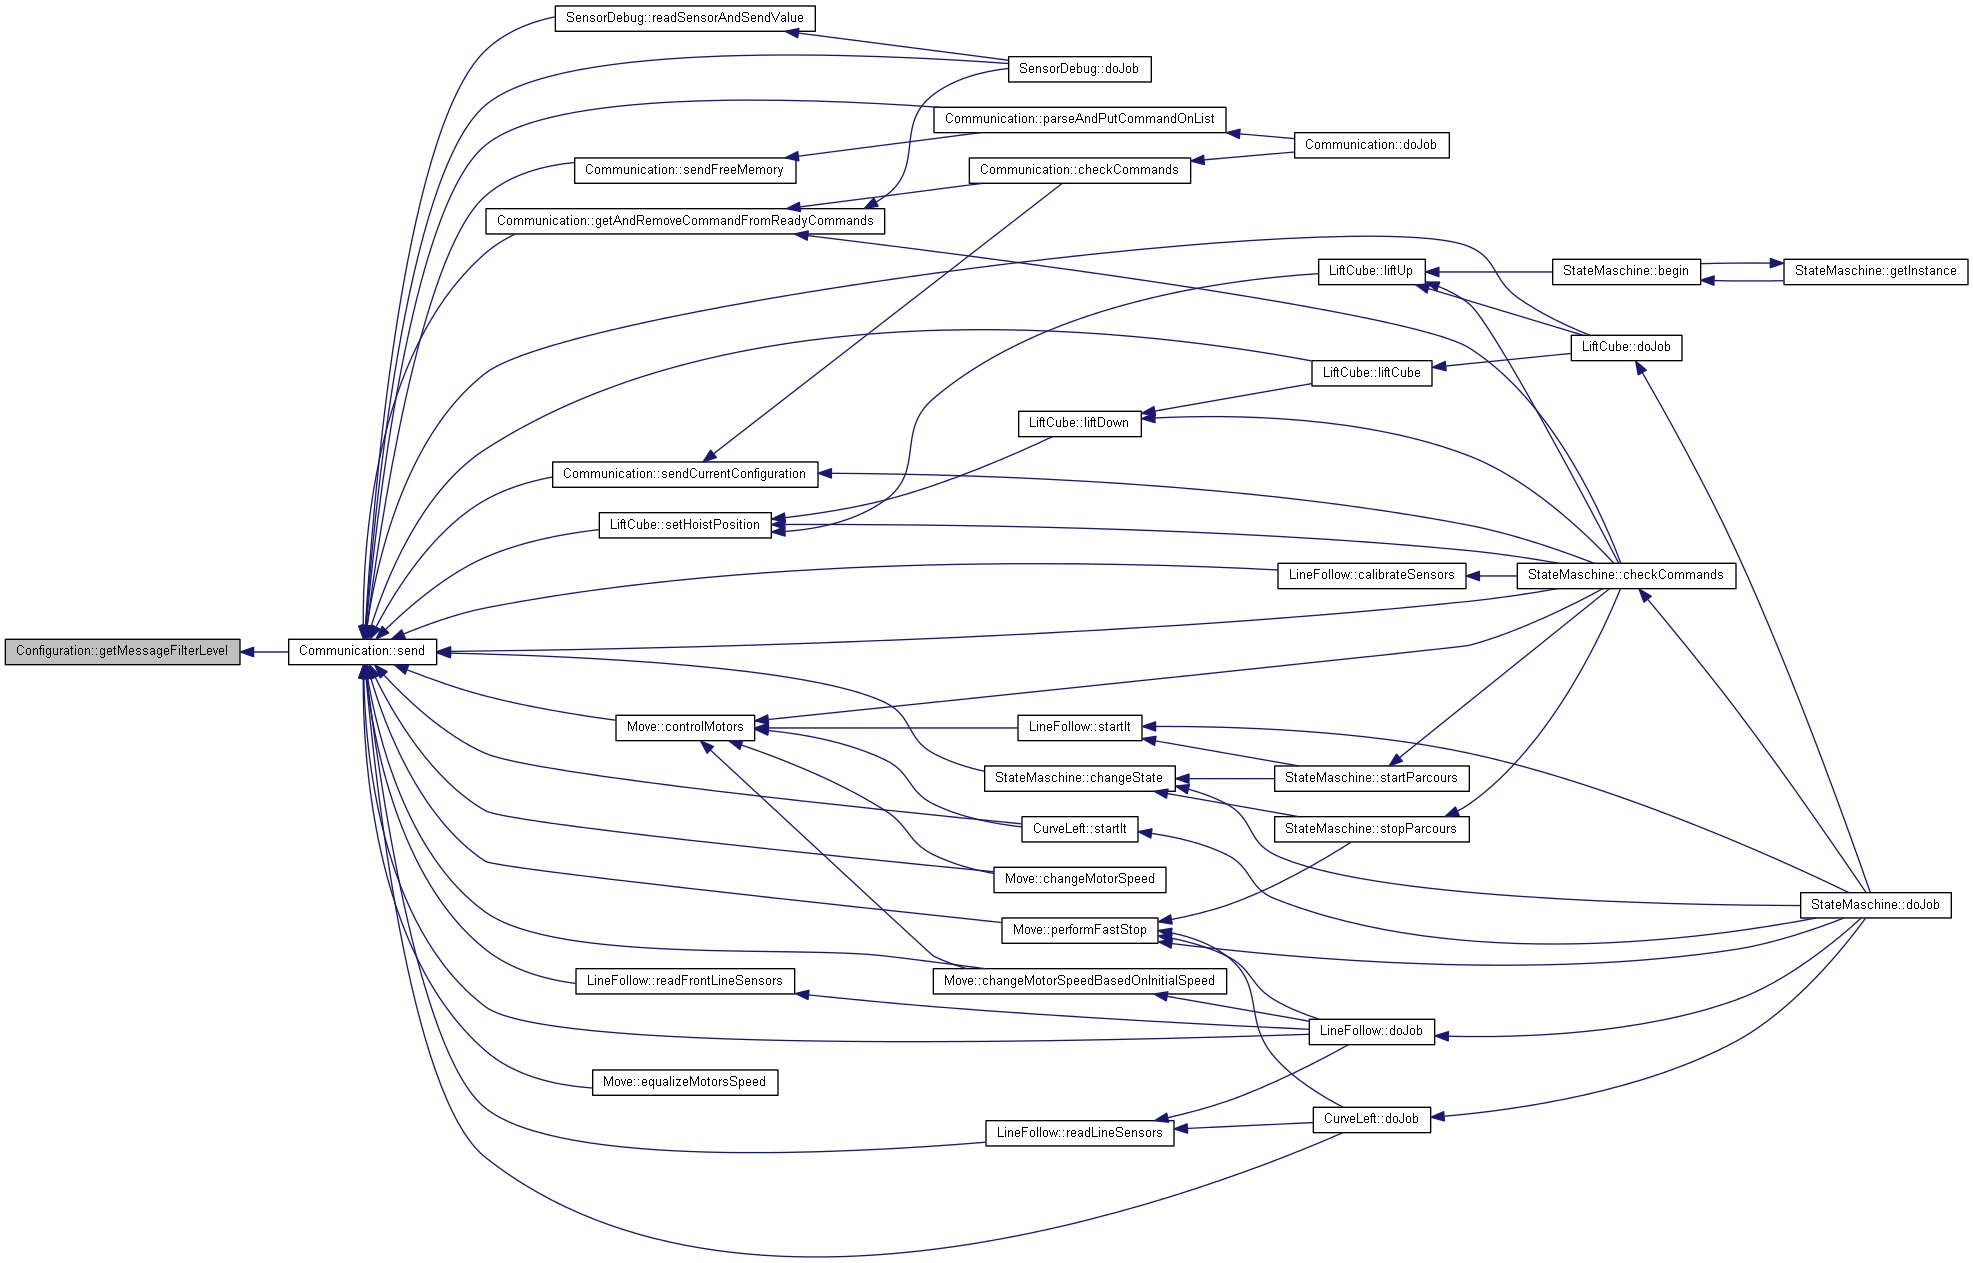 SensorDebug::readSensorAndSendValue
SensorDebug::doJob
Communication::parseAndPutCommandOnList
Communication::doJob
Communication::sendFreeMemory
Communication::checkCommands
Communication::getAndRemoveCommandFromReadyCommands
LiftCube::liftUp
StateMaschine::begin
StateMaschine::getInstance
LiftCube::doJob
LiftCube::liftCube
LiftCube::liftDown
Communication::sendCurrentConfiguration
LiftCube::setHoistPosition
LineFollow::calibrateSensors
StateMaschine::checkCommands
Configuration::getMessageFilterLevel
Communication::send
Move::controlMotors
LineFollow::startIt
StateMaschine::changeState
StateMaschine::startParcours
CurveLeft::startIt
StateMaschine::stopParcours
Move::changeMotorSpeed
StateMaschine::doJob
Move::performFastStop
LineFollow::readFrontLineSensors
Move::changeMotorSpeedBasedOnInitialSpeed
LineFollow::doJob
Move::equalizeMotorsSpeed
CurveLeft::doJob
LineFollow::readLineSensors